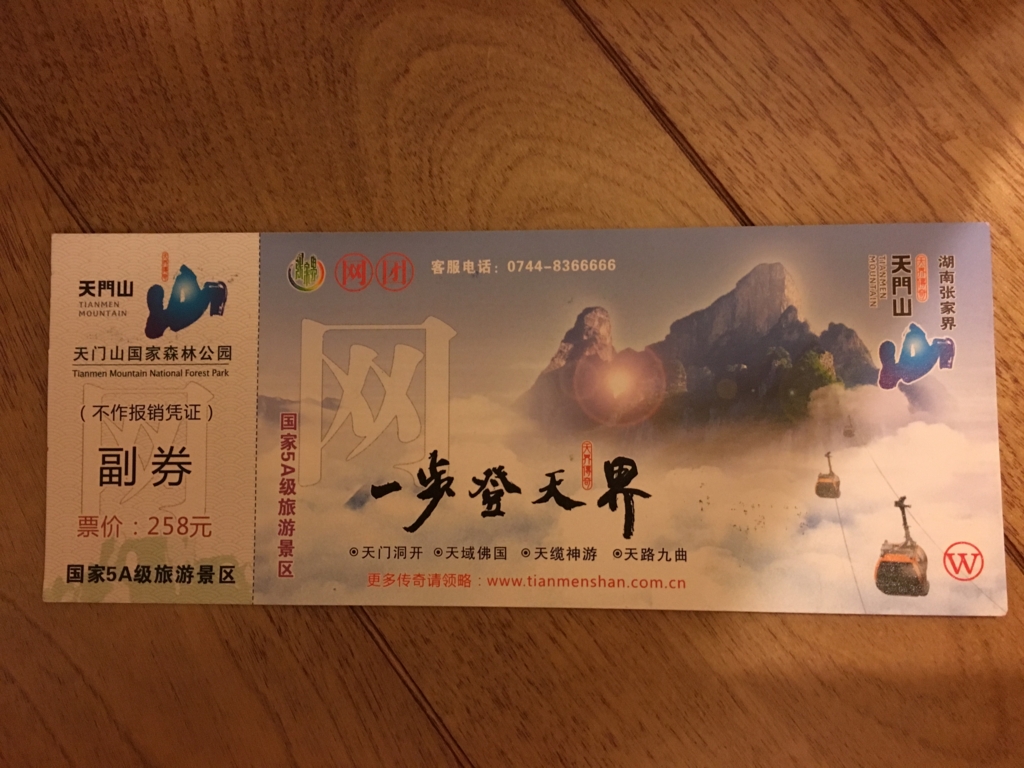 天門山
TIANMEN
MOUNTAIN
天门山国家森林公园
Tianmen Mountain National Forest Park
(不作报销凭证)
副券
票价：258元
国家5A级旅游景区
网团
客服电话：0744-8366666
网
国家5A级旅游景区
天界傳奇
一步登天界
◎天门洞开 ◎天域佛国 ◎天缆神游 ◎天路九曲
更多传奇请领略：www.tianmenshan.com.cn
湖南张家界
天門山
TIANMEN
MOUNTAIN
W